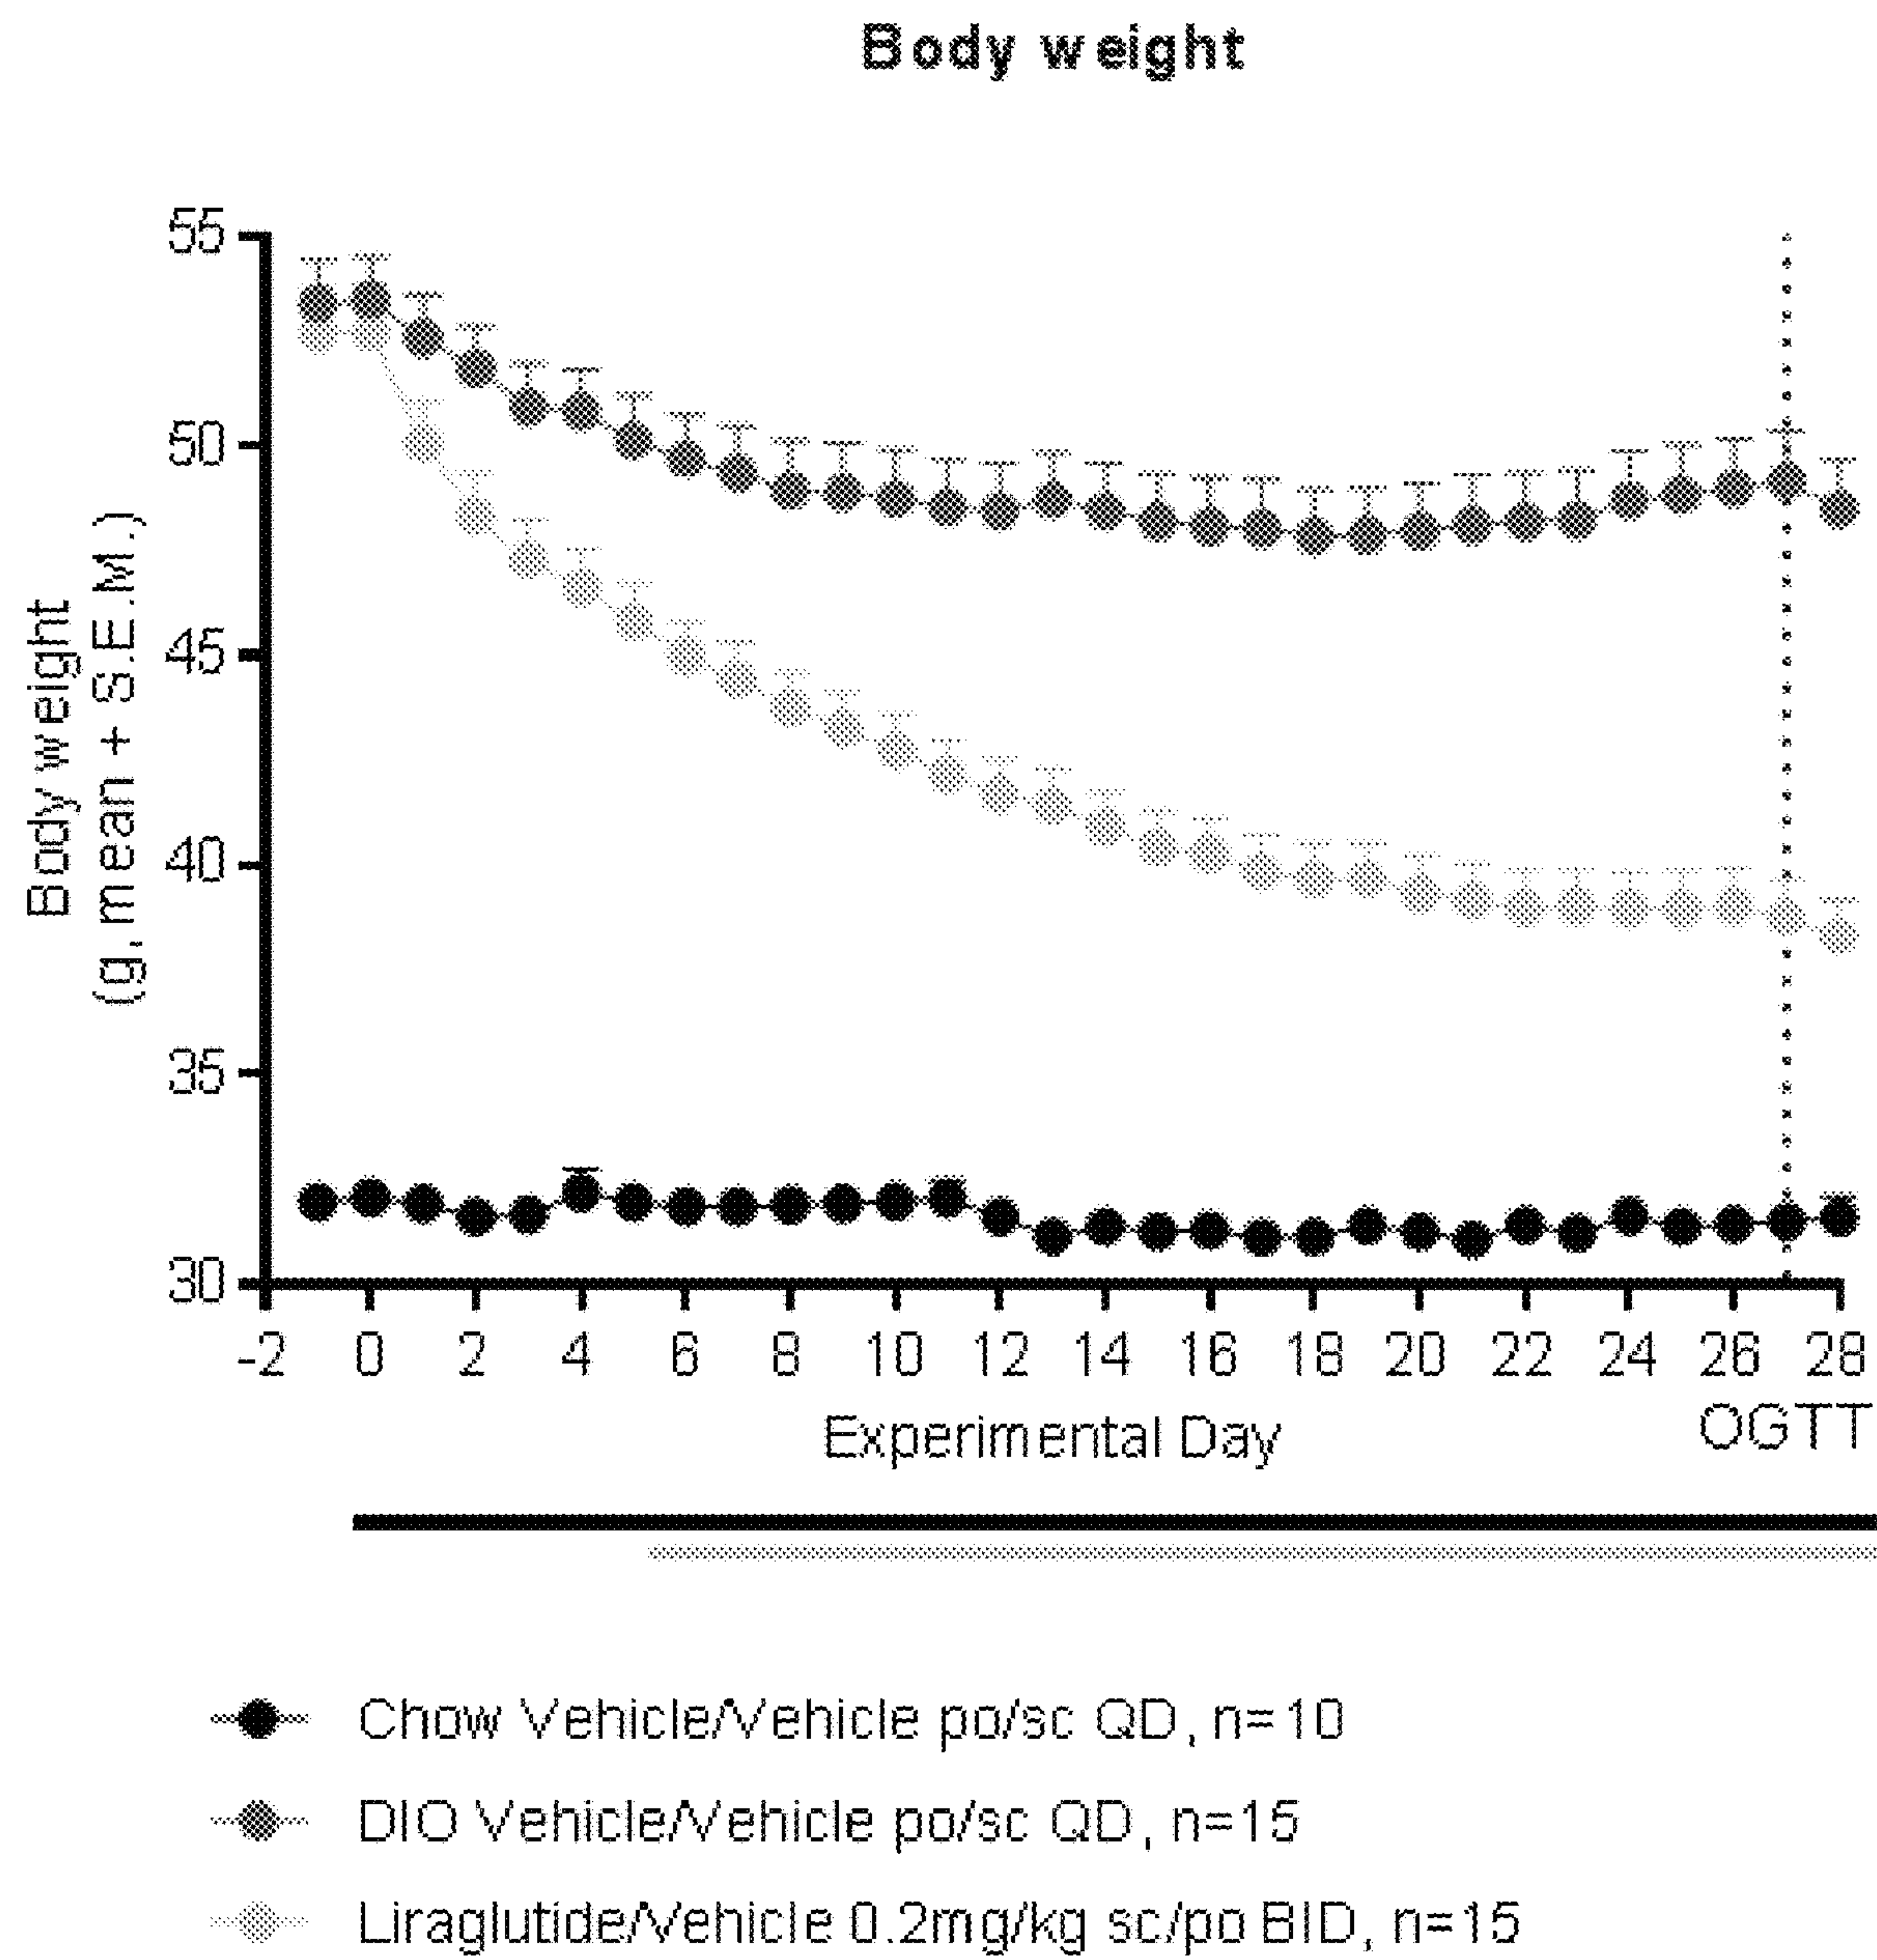 Body weight
55
50
45
40
35
30
Body weight
(g, mean + S.E.M.)
-2 0 2 4 6 8 10 12 14 16 18 20 22 24 26 28
Experimental Day
OGTT
Chow Vehicle/Vehicle po/sc QD, n=10
DIO Vehicle/Vehicle po/sc QD, n=15
Liraglutide/Vehicle 0.2mg/kg sc/po BID, n=15